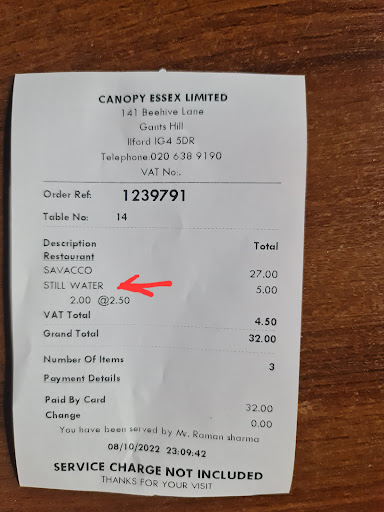 CANOPY ESSEX LIMITED
141 Beehive Lane
Gants Hill
Ilford IG4 5DR
Telephone:020 638 9190
VAT No:.
Order Ref: 1239791
Table No: 14
Description Total
Restaurant
SAVACCO 27.00
STILL WATER 5.00
2.00 @2.50
VAT Total 4.50
Grand Total 32.00
Number Of Items 3
Payment Details
Paid By Card 32.00
Change 0.00
You have been served by Mr. Raman sharma
08/10/2022 23:09:42
SERVICE CHARGE NOT INCLUDED
THANKS FOR YOUR VISIT